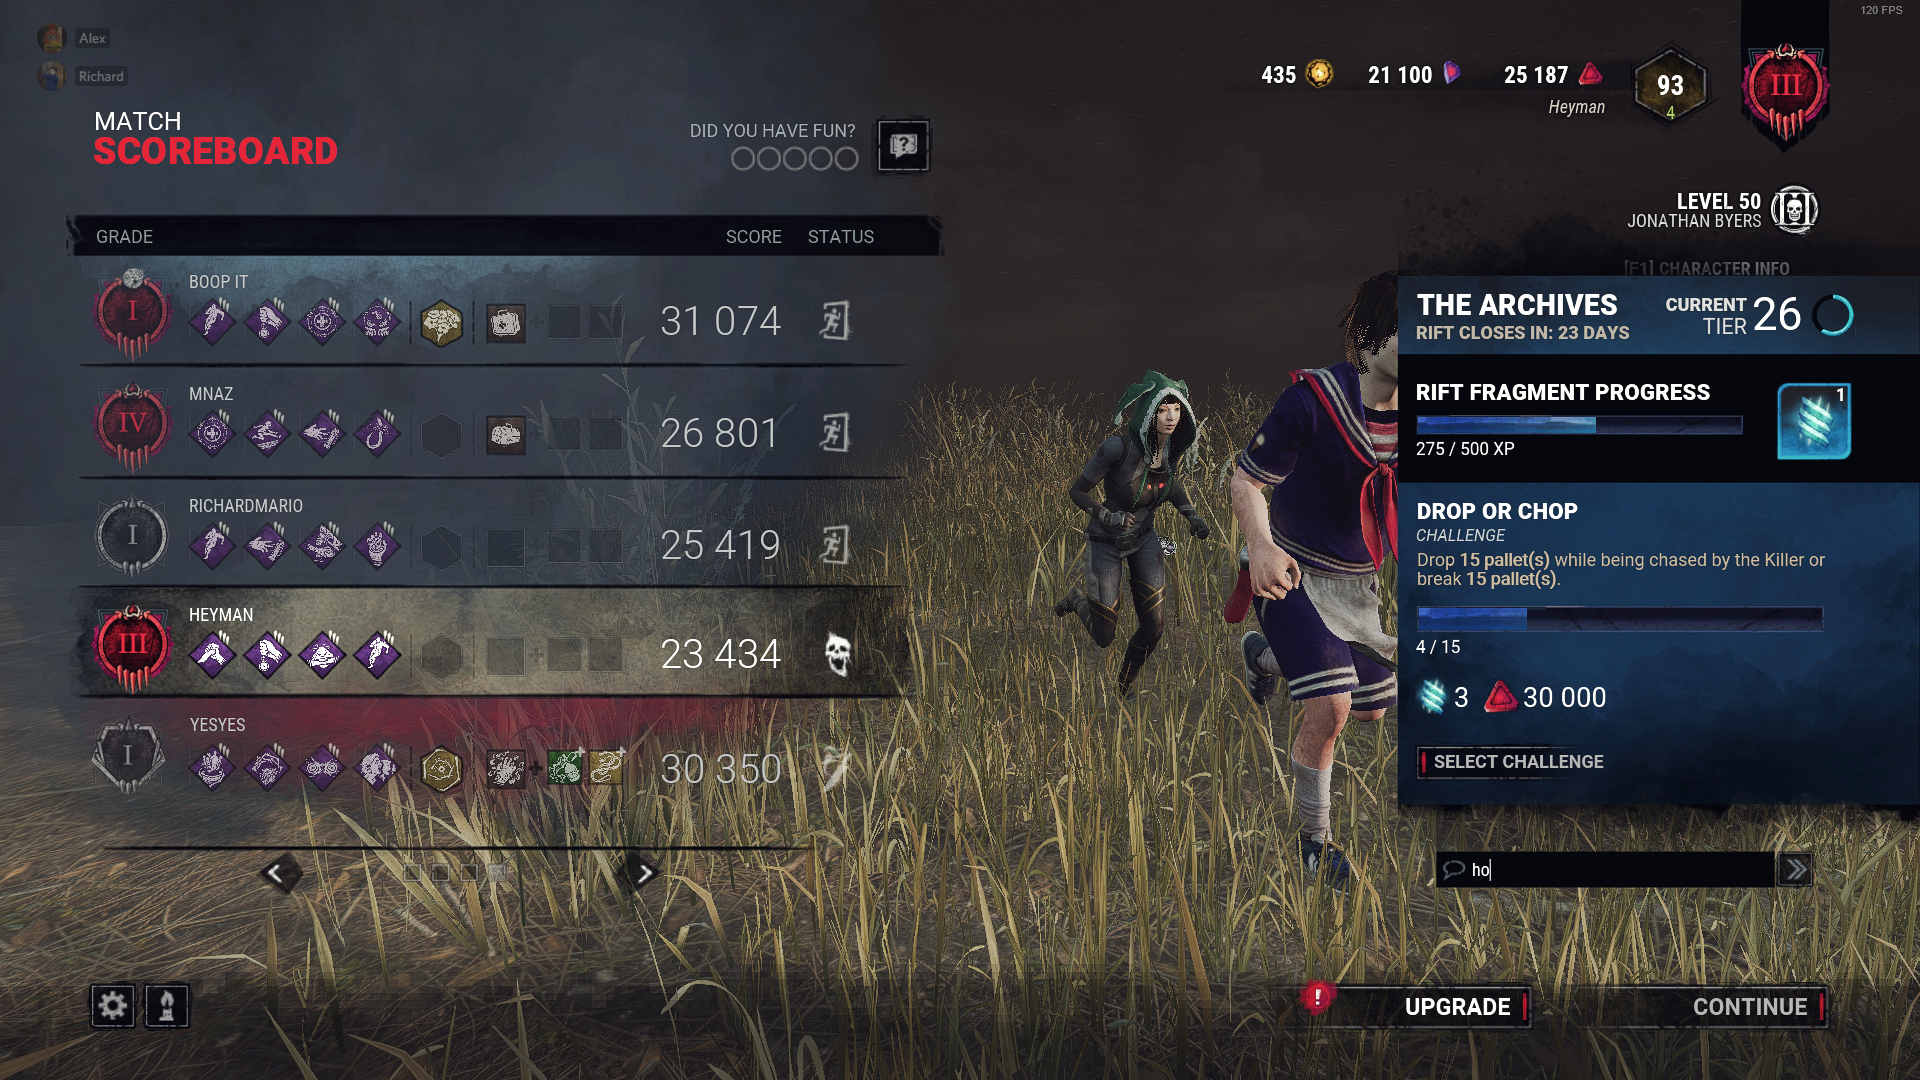 120 FPS
Alex
Richard
435
21 100
25 187
Heyman
93
4
III
MATCH
SCOREBOARD
DID YOU HAVE FUN?
LEVEL 50
JONATHAN BYERS
[F1] CHARACTER INFO
GRADE SCORE STATUS
I BOOP IT 31 074
IV MNAZ 26 801
I RICHARDMARIO 25 419
III HEYMAN 23 434
I YESYES 30 350
THE ARCHIVES
RIFT CLOSES IN: 23 DAYS
CURRENT
TIER 26
RIFT FRAGMENT PROGRESS
1
275 / 500 XP
DROP OR CHOP
CHALLENGE
Drop 15 pallet(s) while being chased by the Killer or
break 15 pallet(s).
4 / 15
3
30 000
SELECT CHALLENGE
ho
UPGRADE
CONTINUE